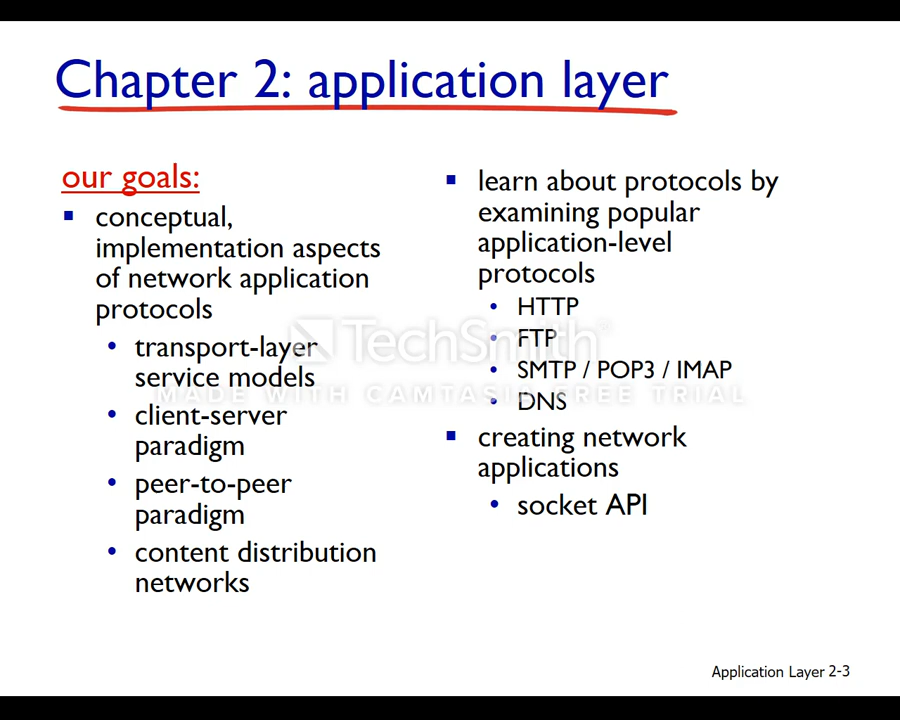 Chapter 2: application layer
our goals:
▪ conceptual,
implementation aspects
of network application
protocols
• transport-layer
service models
• client-server
paradigm
• peer-to-peer
paradigm
• content distribution
networks
▪ learn about protocols by
examining popular
application-level
protocols
• HTTP
• FTP
• SMTP / POP3 / IMAP
• DNS
▪ creating network
applications
• socket API
TechSmith®
MADE WITH CAMTASIA FREE TRIAL
Application Layer 2-3